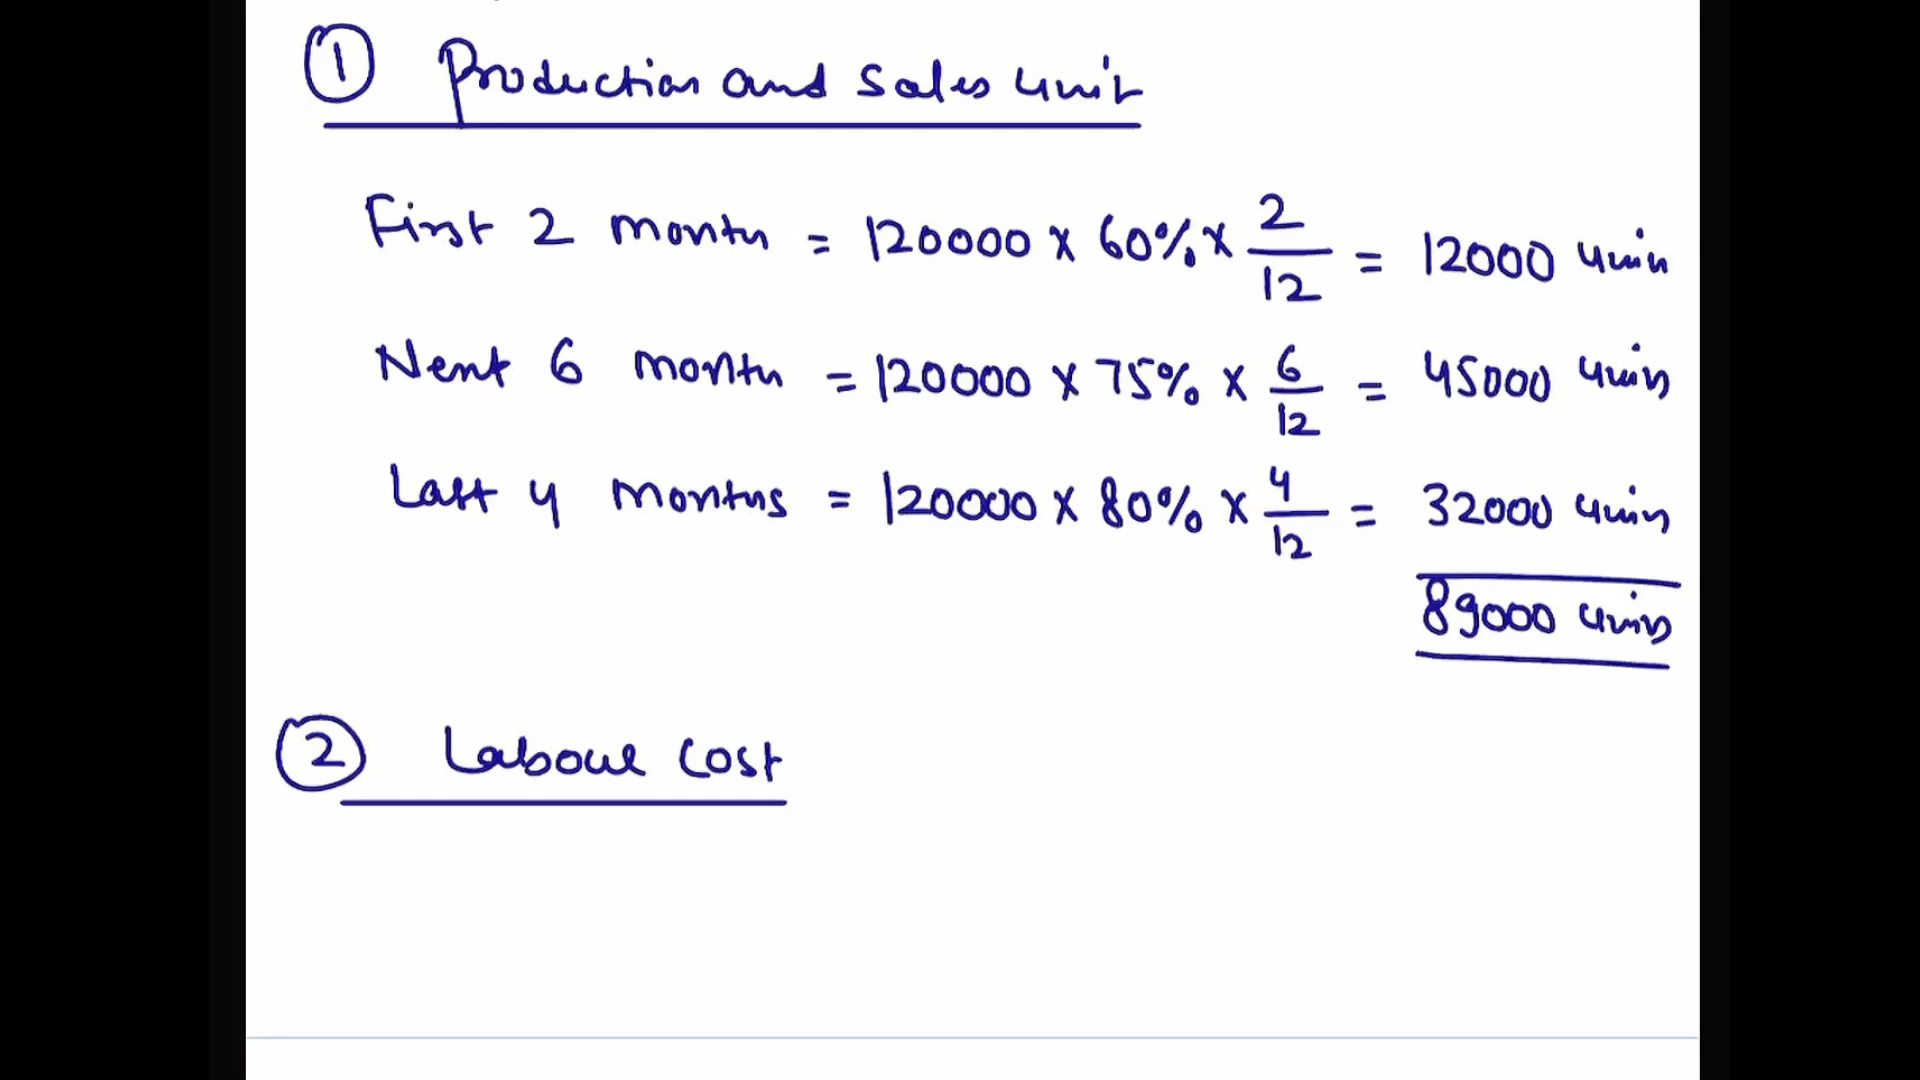 ① Production and sales unit
First 2 month = 120000 x 60% x 2/12 = 12000 unit
Next 6 month = 120000 x 75% x 6/12 = 45000 units
Last 4 months = 120000 x 80% x 4/12 = 32000 units
89000 units
② Labour cost